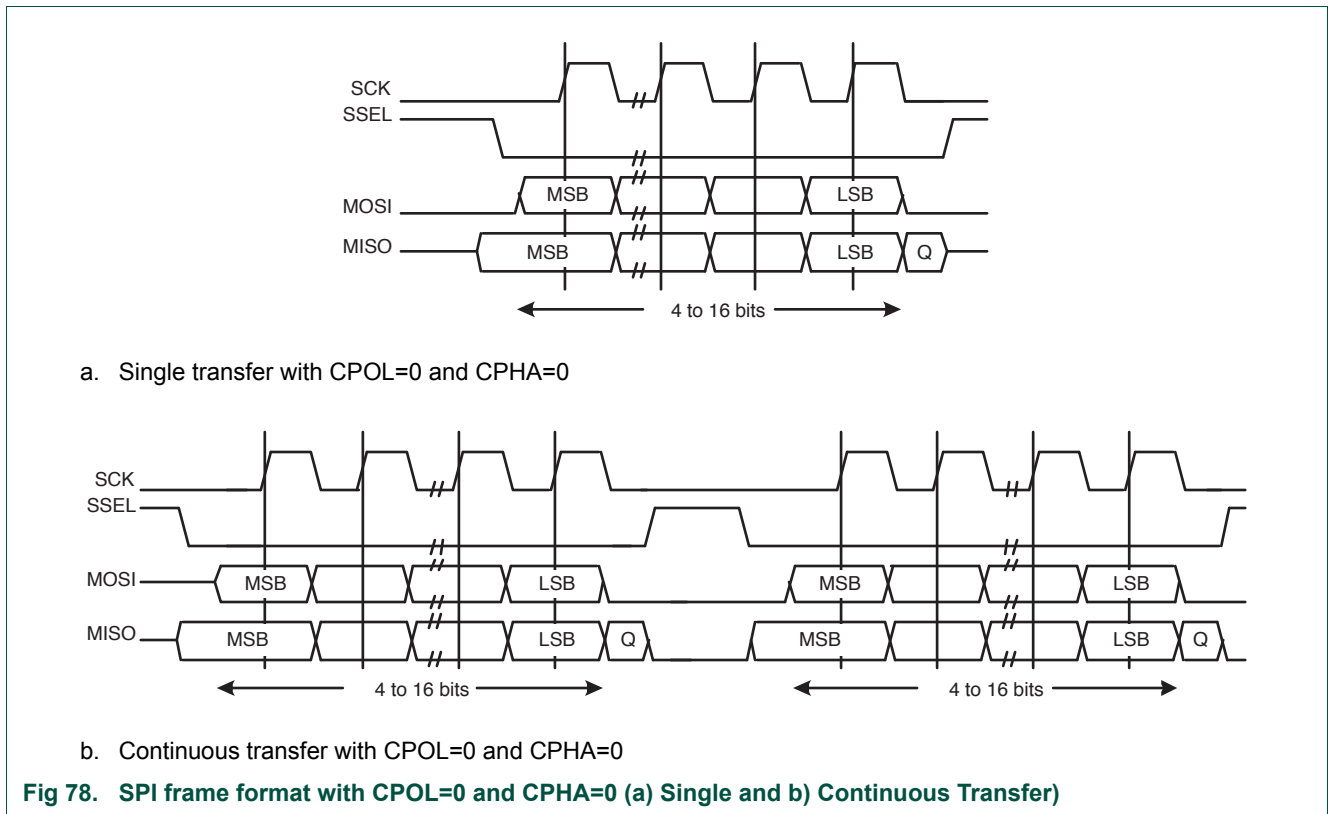 SCK
SSEL
MOSI MSB LSB
MISO MSB LSB Q
4 to 16 bits
a. Single transfer with CPOL=0 and CPHA=0
SCK
SSEL
MOSI MSB LSB MSB LSB
MISO MSB LSB Q MSB LSB Q
4 to 16 bits 4 to 16 bits
b. Continuous transfer with CPOL=0 and CPHA=0
Fig 78. SPI frame format with CPOL=0 and CPHA=0 (a) Single and b) Continuous Transfer)